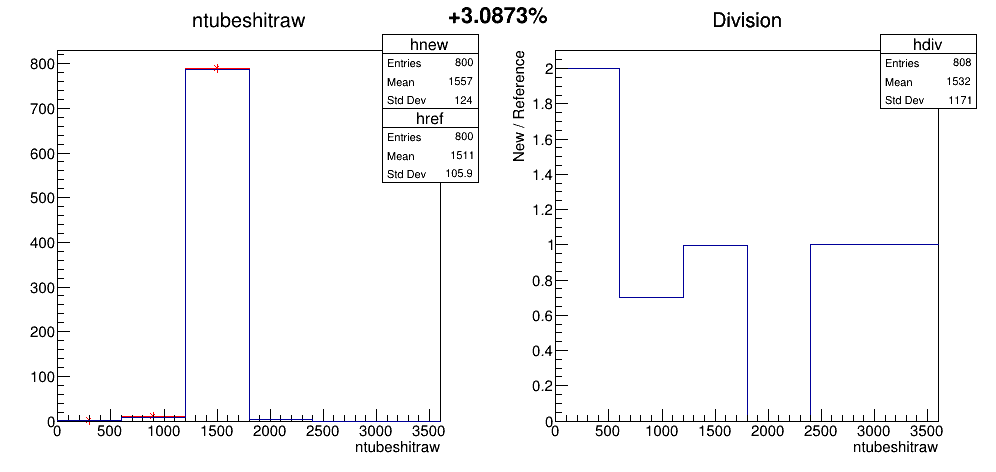 +3.0873%
ntubeshitraw
hnew
Entries 800
Mean 1557
Std Dev 124
href
Entries 800
Mean 1511
Std Dev 105.9
800
700
600
500
400
300
200
100
0
0 500 1000 1500 2000 2500 3000 3500
ntubeshitraw
Division
hdiv
Entries 808
Mean 1532
Std Dev 1171
New / Reference
2
1.8
1.6
1.4
1.2
1
0.8
0.6
0.4
0.2
0
0 500 1000 1500 2000 2500 3000 3500
ntubeshitraw